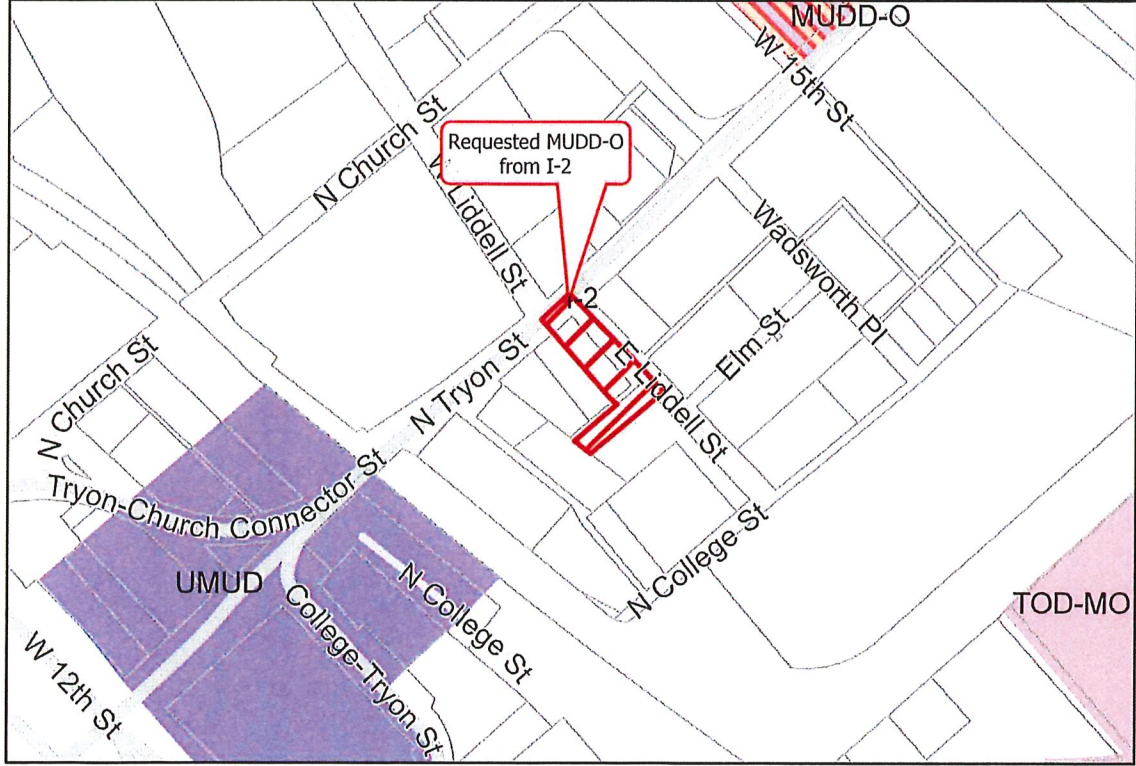 MUDD-O
W 15th St
N Church St
Requested MUDD-O
from I-2
W Liddell St
Wadsworth Pl
I-2
E Liddell St
Elm St
N Tryon St
N Church St
Tryon-Church Connector St
UMUD
N College St
N College St
TOD-MO
College-Tryon St
W 12th St